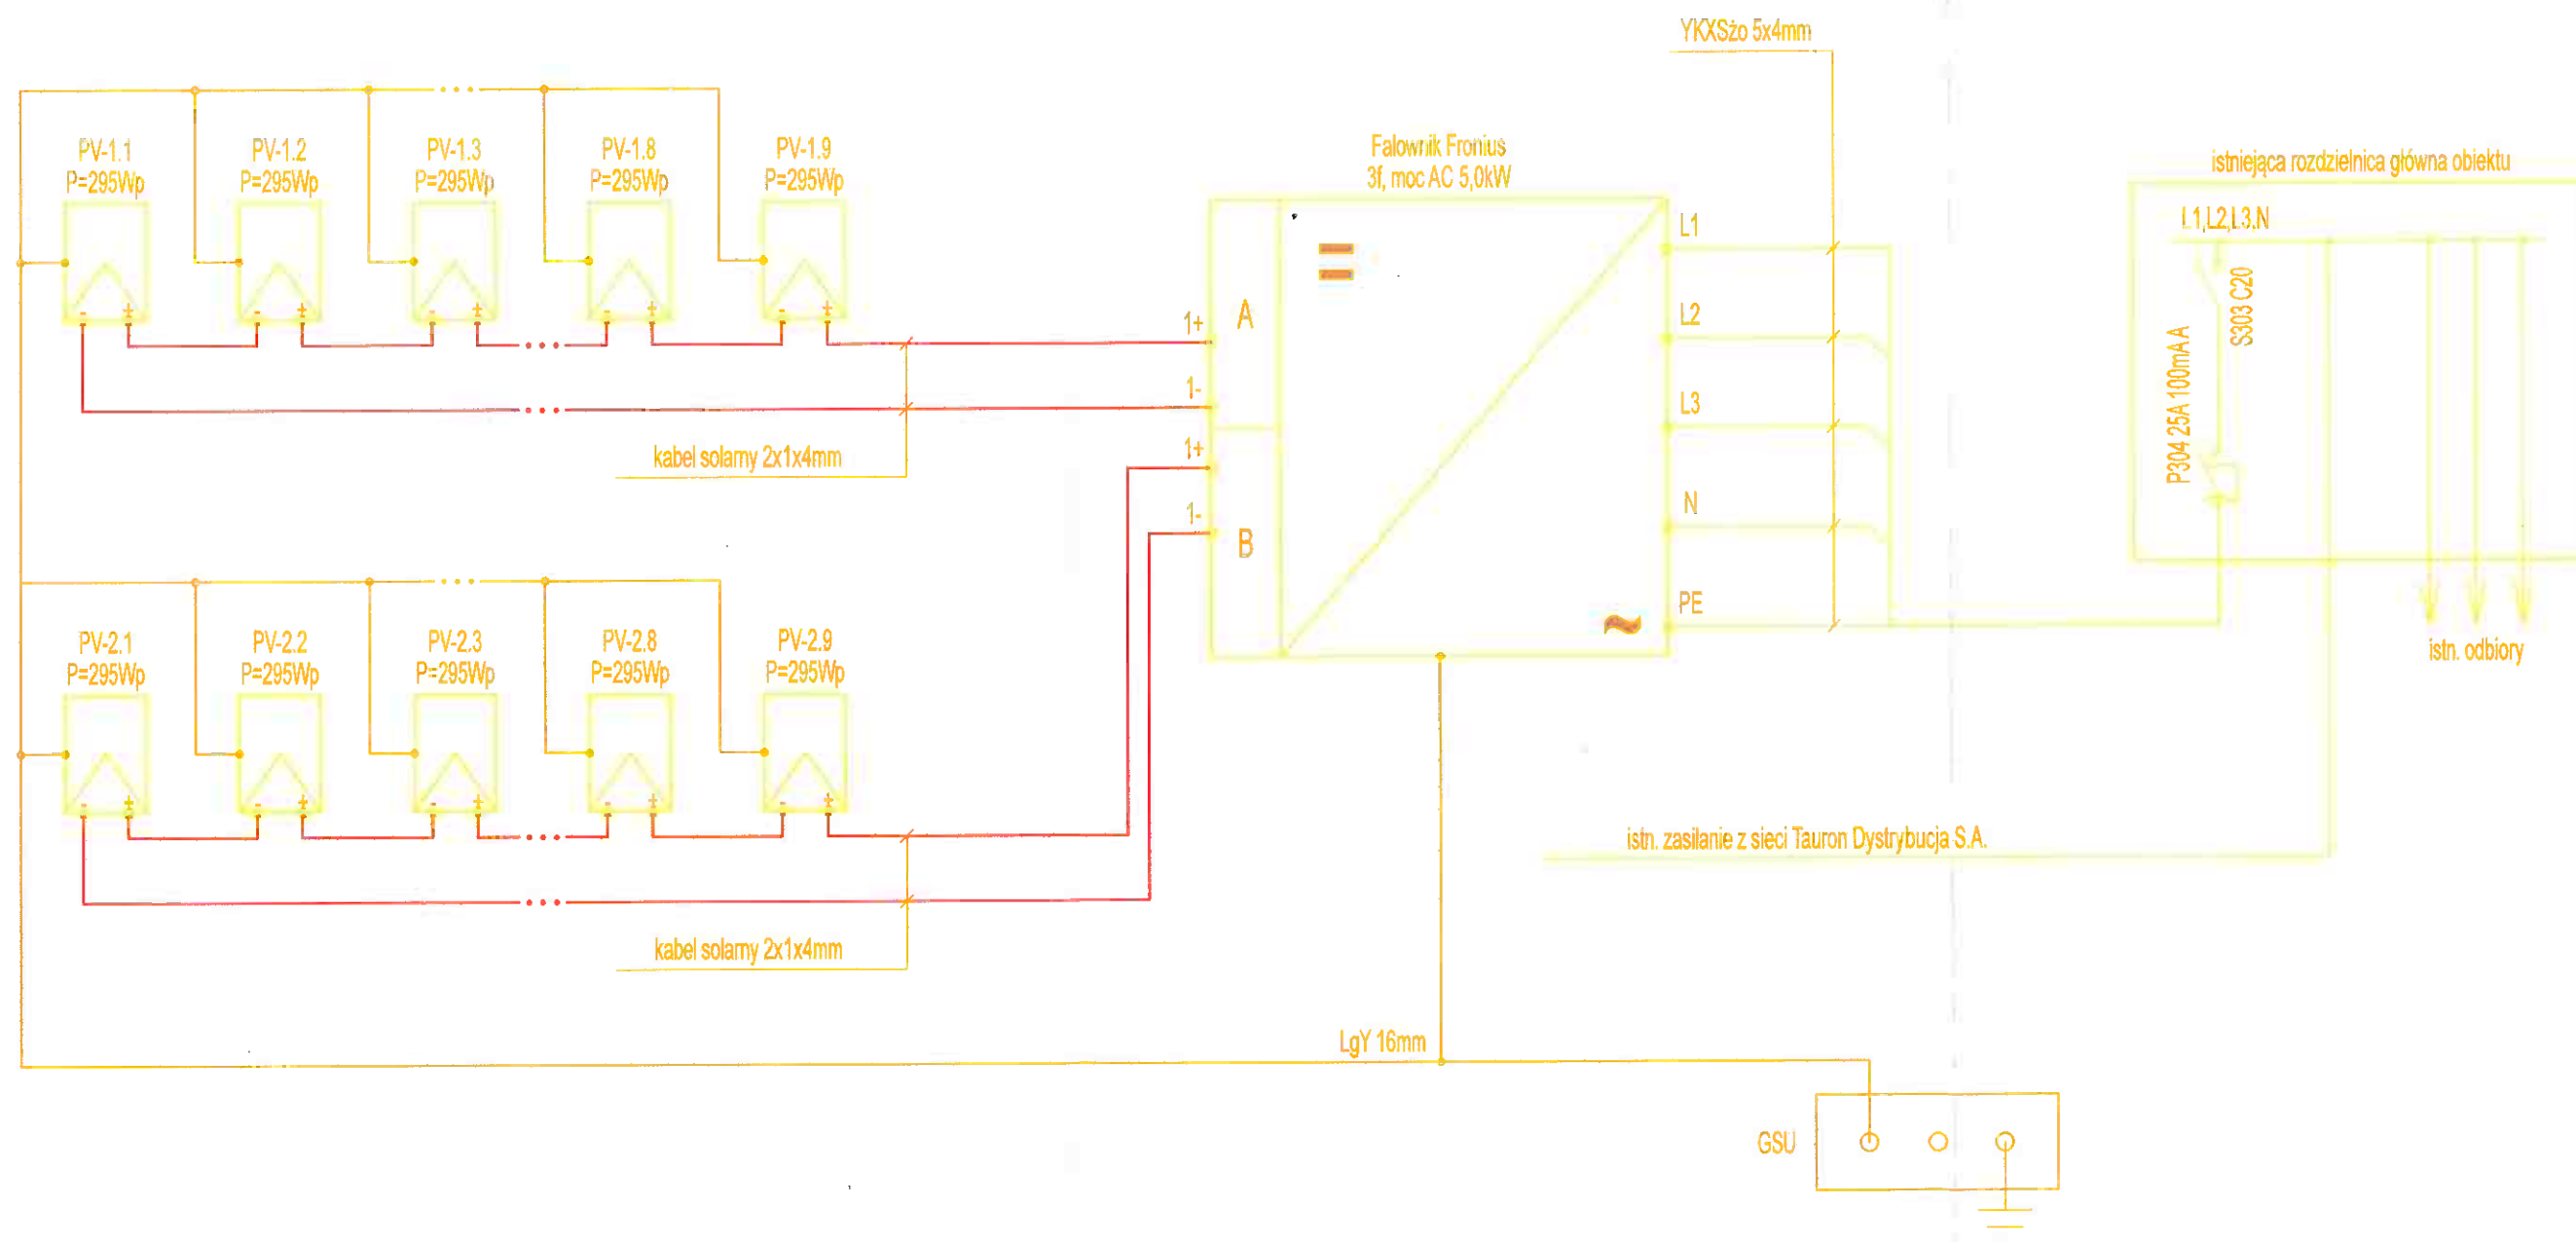 YKXSżo 5x4mm
PV-1.1
P=295Wp
PV-1.2
P=295Wp
PV-1.3
P=295Wp
PV-1.8
P=295Wp
PV-1.9
P=295Wp
Falownik Fronius
3f, moc AC 5,0kW
istniejąca rozdzielnica główna obiektu
L1,L2,L3,N
L1
S303 C20
1+
A
L2
P304 25A 100mA A
1-
L3
kabel solarny 2x1x4mm
1+
N
1-
B
PE
PV-2.1
P=295Wp
PV-2.2
P=295Wp
PV-2.3
P=295Wp
PV-2.8
P=295Wp
PV-2.9
P=295Wp
istn. odbiory
istn. zasilanie z sieci Tauron Dystrybucja S.A.
kabel solarny 2x1x4mm
LgY 16mm
GSU